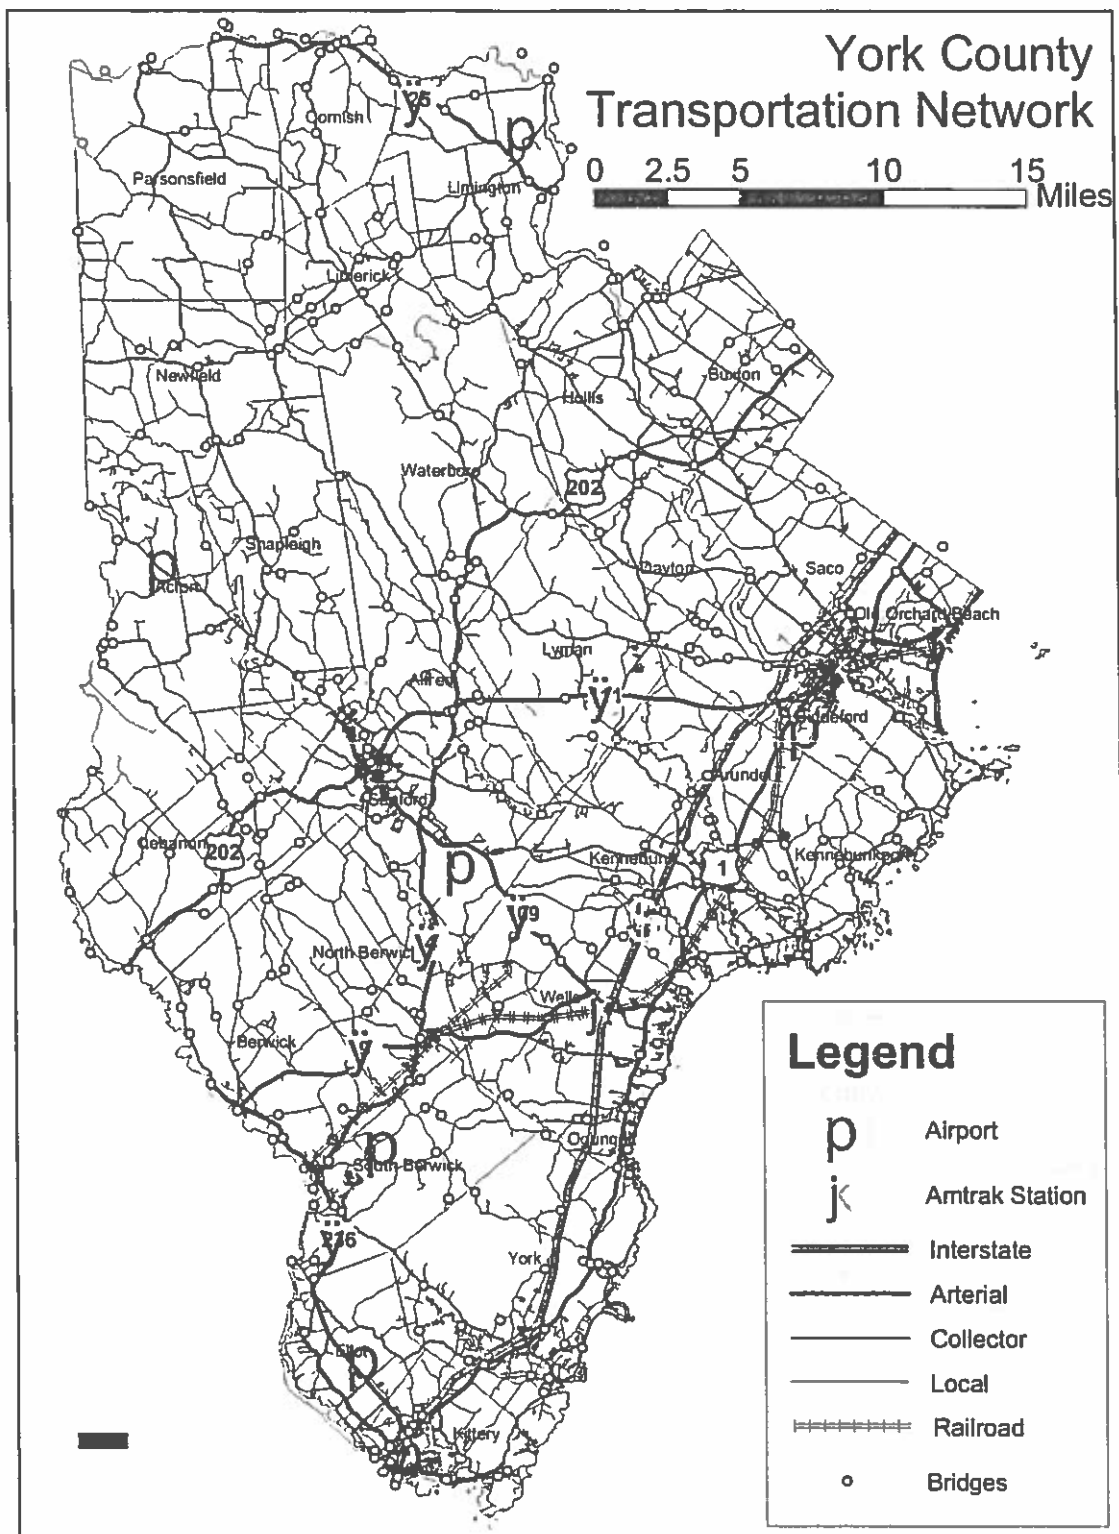 York County
Transportation Network
0 2.5 5 10 15
Miles
ÿ
25
Cornish
p
Parsonsfield
Limington
Limerick
Newfield
Buxton
Hollis
Waterboro
202
Shapleigh
p
Acton
Dayton
Saco
Old Orchard Beach
Lyman
Alfred
ÿ
Biddeford
p
Arundel
Sanford
Lebanon
202
p
Kennebunk
1
Kennebunkport
ÿ
ÿ
North Berwick
Wells
j
Berwick
ÿ
p
Ogunquit
South Berwick
236
York
Eliot
p
Kittery
Legend
p Airport
j Amtrak Station
Interstate
Arterial
Collector
Local
Railroad
Bridges